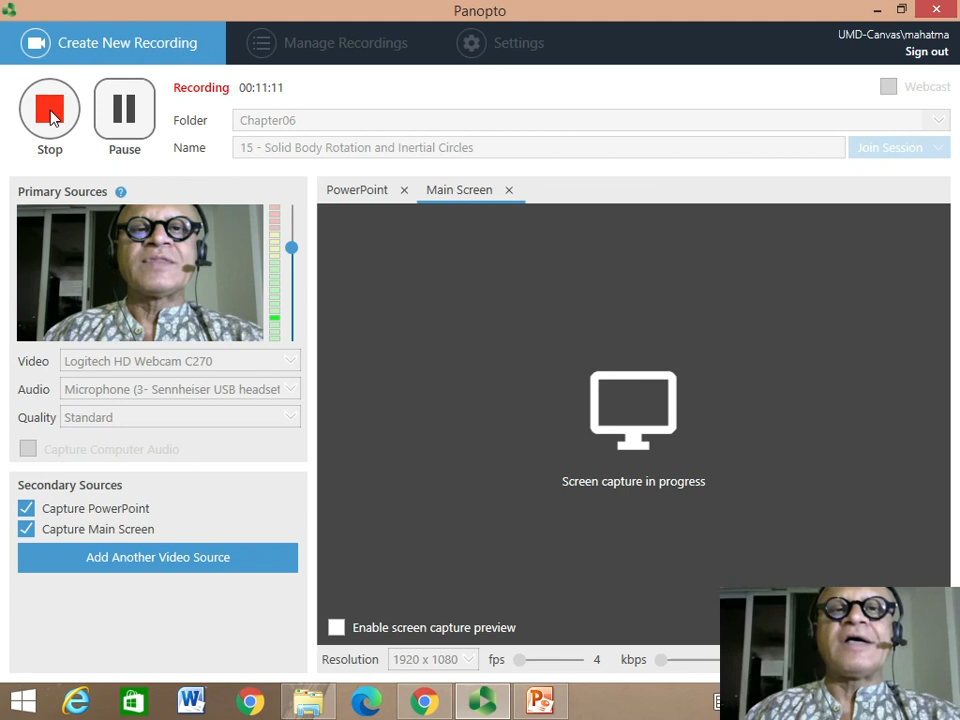 Panopto
Create New Recording
Manage Recordings
Settings
UMD-Canvas\mahatma
Sign out
Recording 00:11:11
Webcast
Folder Chapter06
Name 15 - Solid Body Rotation and Inertial Circles Join Session
Stop Pause
Primary Sources ?
PowerPoint
Main Screen
Video Logitech HD Webcam C270
Audio Microphone (3- Sennheiser USB headset
Quality Standard
Capture Computer Audio
Screen capture in progress
Secondary Sources
Capture PowerPoint
Capture Main Screen
Add Another Video Source
Enable screen capture preview
Resolution 1920 x 1080 fps 4 kbps